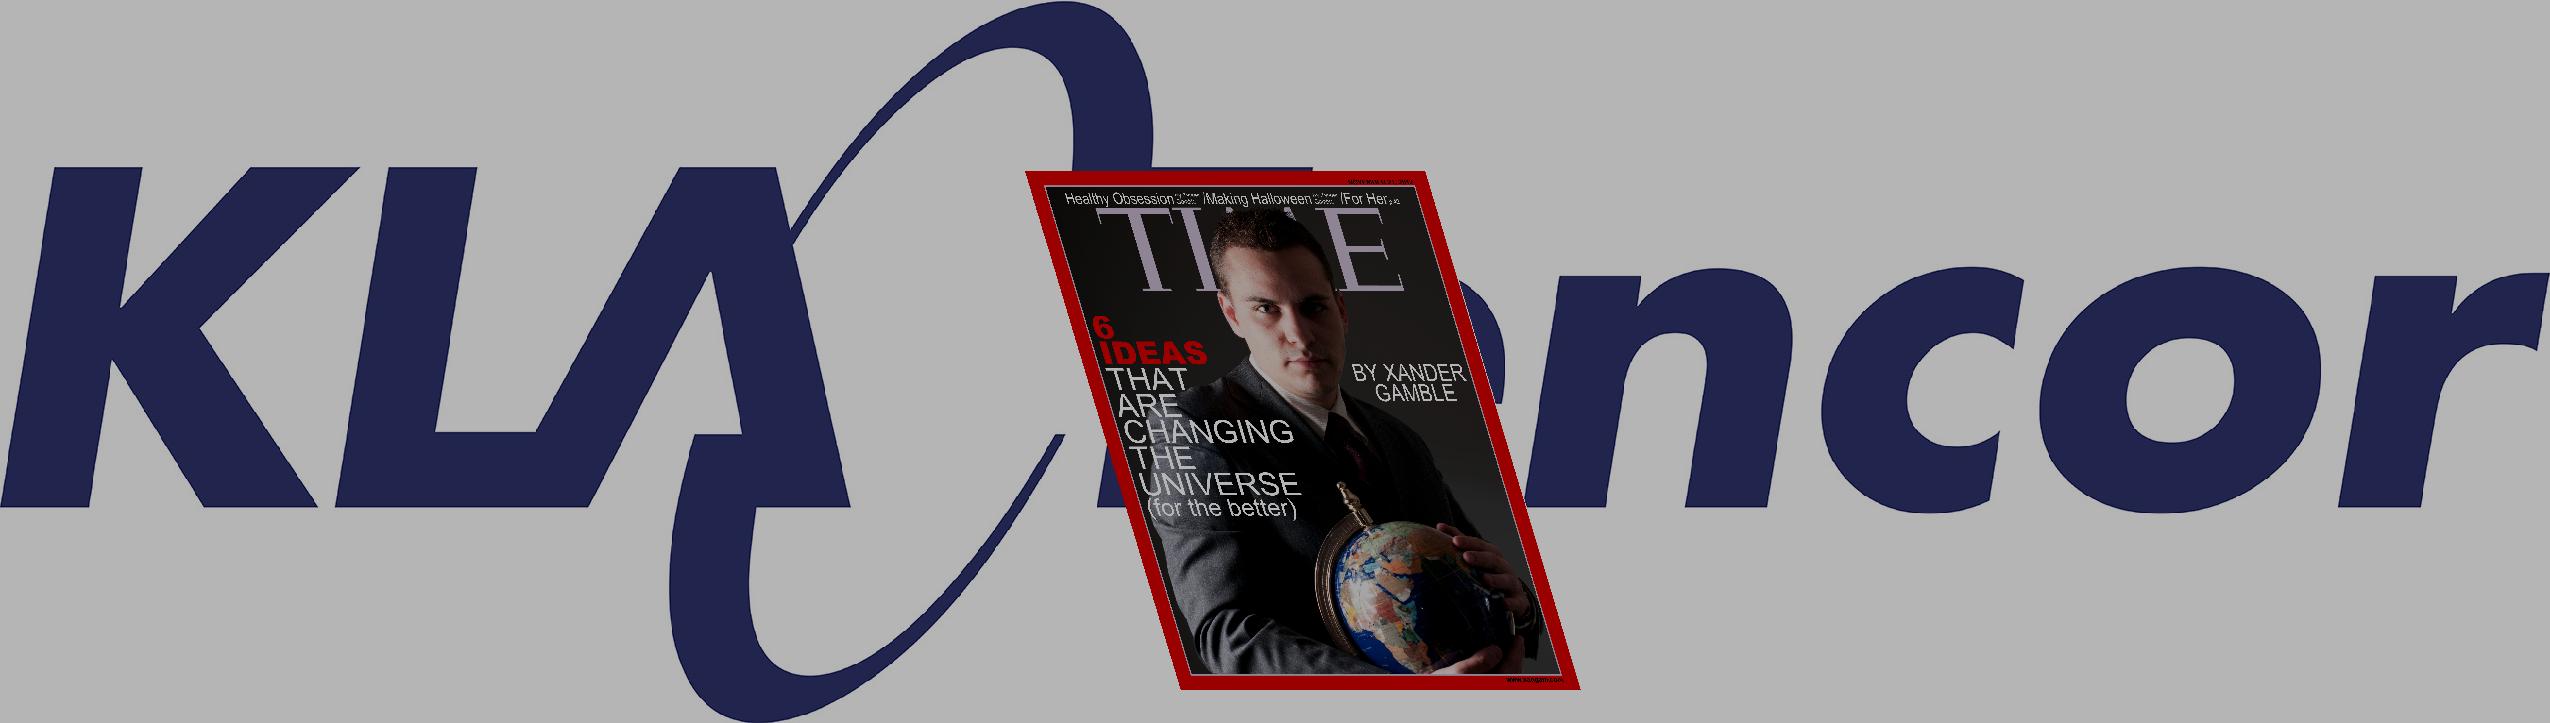 KLA
ncor
Healthy Obsession /Making Halloween /For Her
TIME
6
IDEAS
THAT
ARE
CHANGING
THE
UNIVERSE
(for the better)
BY XANDER
GAMBLE